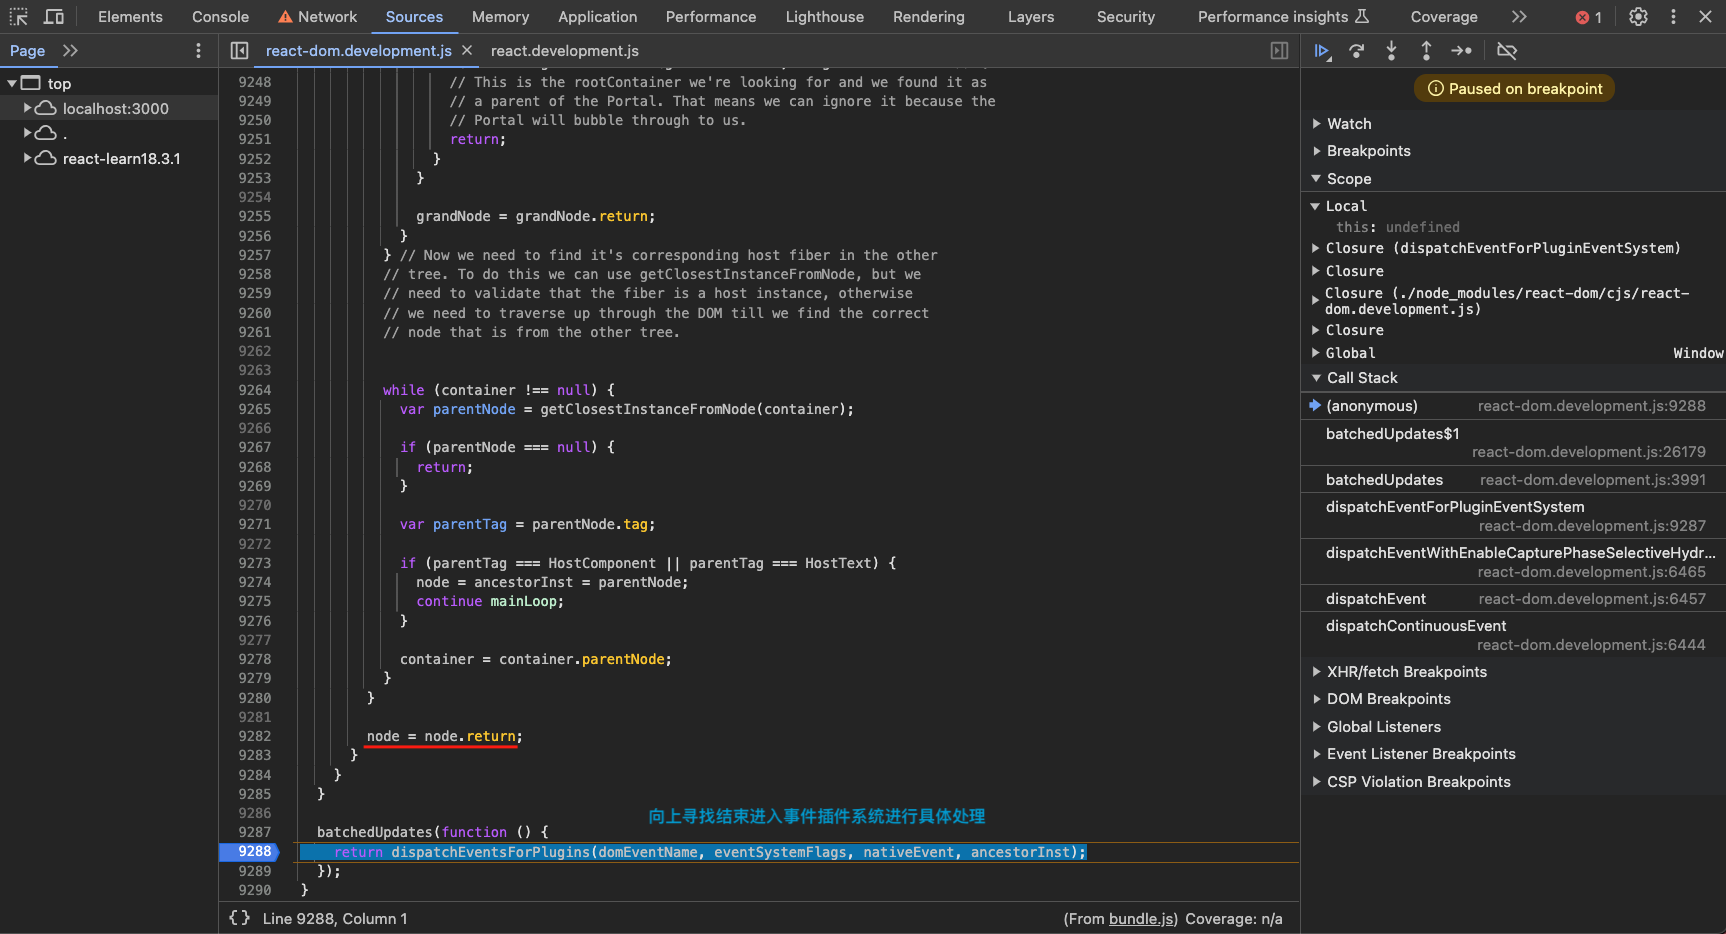 Elements Console Network Sources Memory Application Performance Lighthouse Rendering Layers Security Performance insights Coverage 1
Page react-dom.development.js react.development.js
top
localhost:3000
.
react-learn18.3.1
9248 // This is the rootContainer we're looking for and we found it as
9249 // a parent of the Portal. That means we can ignore it because the
9250 // Portal will bubble through to us.
9251 return;
9252 }
9253 }
9254
9255 grandNode = grandNode.return;
9256 }
9257 } // Now we need to find it's corresponding host fiber in the other
9258 // tree. To do this we can use getClosestInstanceFromNode, but we
9259 // need to validate that the fiber is a host instance, otherwise
9260 // we need to traverse up through the DOM till we find the correct
9261 // node that is from the other tree.
9262
9263
9264 while (container !== null) {
9265 var parentNode = getClosestInstanceFromNode(container);
9266
9267 if (parentNode === null) {
9268 return;
9269 }
9270
9271 var parentTag = parentNode.tag;
9272
9273 if (parentTag === HostComponent || parentTag === HostText) {
9274 node = ancestorInst = parentNode;
9275 continue mainLoop;
9276 }
9277
9278 container = container.parentNode;
9279 }
9280 }
9281
9282 node = node.return;
9283 }
9284 }
9285 }
9286 向上寻找结束进入事件插件系统进行具体处理
9287 batchedUpdates(function () {
9288 return dispatchEventsForPlugins(domEventName, eventSystemFlags, nativeEvent, ancestorInst);
9289 });
9290 }
{} Line 9288, Column 1 (From bundle.js) Coverage: n/a
Paused on breakpoint
Watch
Breakpoints
Scope
Local
this: undefined
Closure (dispatchEventForPluginEventSystem)
Closure
Closure (./node_modules/react-dom/cjs/react-
dom.development.js)
Closure
Global Window
Call Stack
(anonymous) react-dom.development.js:9288
batchedUpdates$1
react-dom.development.js:26179
batchedUpdates react-dom.development.js:3991
dispatchEventForPluginEventSystem
react-dom.development.js:9287
dispatchEventWithEnableCapturePhaseSelectiveHydr...
react-dom.development.js:6465
dispatchEvent react-dom.development.js:6457
dispatchContinuousEvent
react-dom.development.js:6444
XHR/fetch Breakpoints
DOM Breakpoints
Global Listeners
Event Listener Breakpoints
CSP Violation Breakpoints